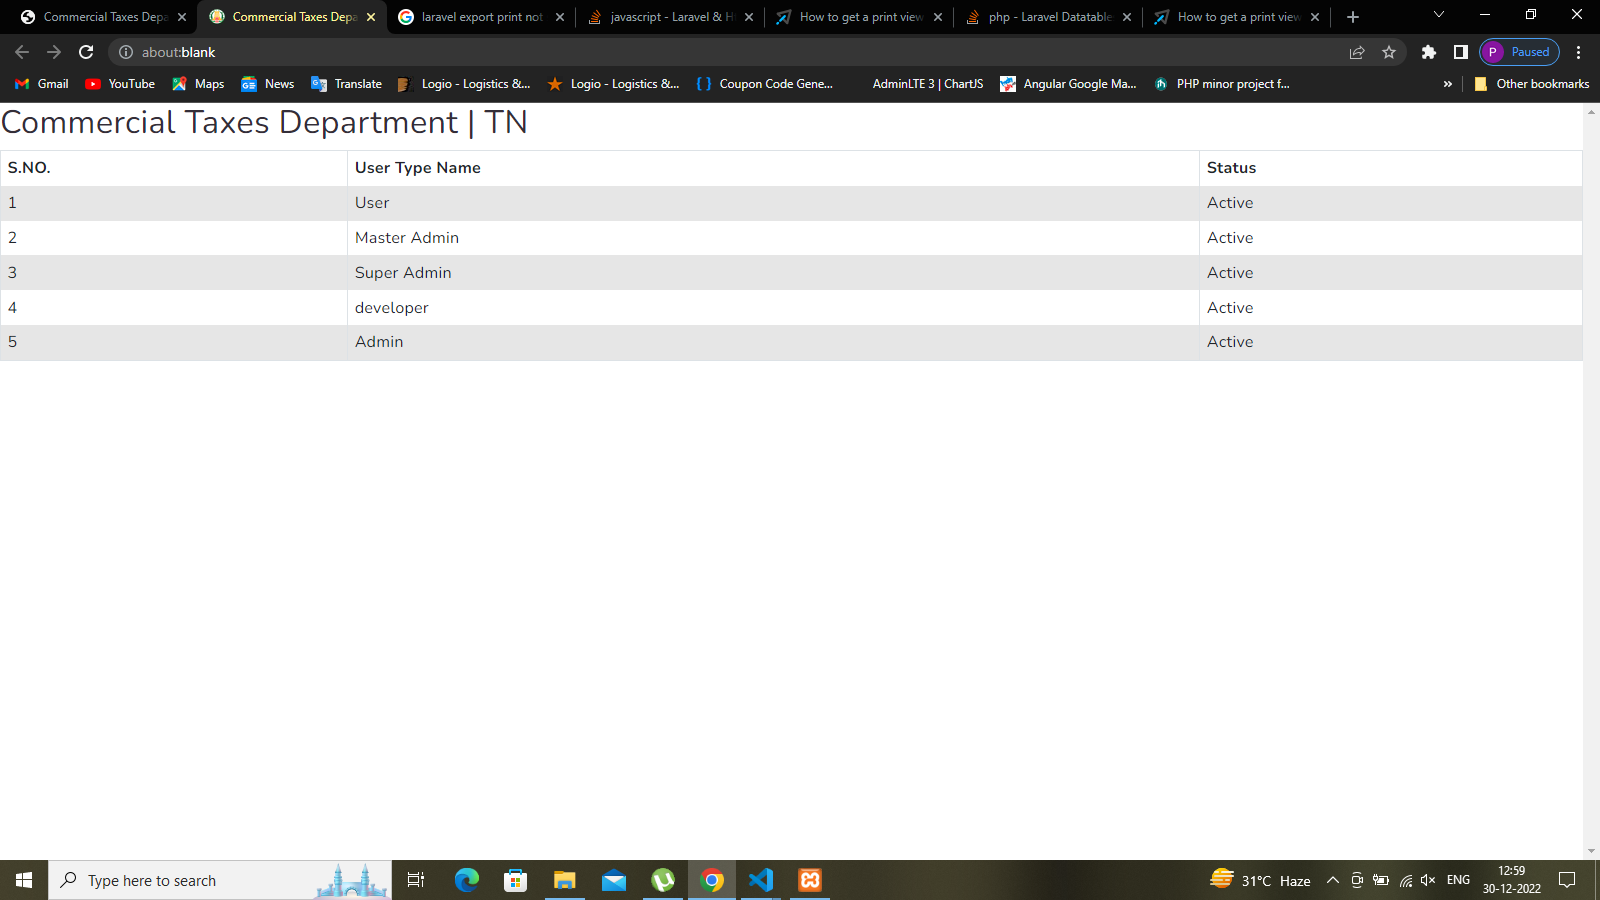 Commercial Taxes Depa
Commercial Taxes Depa
laravel export print not
javascript - Laravel & H
How to get a print view
php - Laravel Datatable
How to get a print view
about:blank
P Paused
Gmail YouTube Maps News Translate Logio - Logistics &... Logio - Logistics &... Coupon Code Gene... AdminLTE 3 | ChartJS Angular Google Ma... PHP minor project f... » Other bookmarks
Commercial Taxes Department | TN
S.NO. User Type Name Status
1 User Active
2 Master Admin Active
3 Super Admin Active
4 developer Active
5 Admin Active
Type here to search
31°C Haze
ENG
12:59
30-12-2022